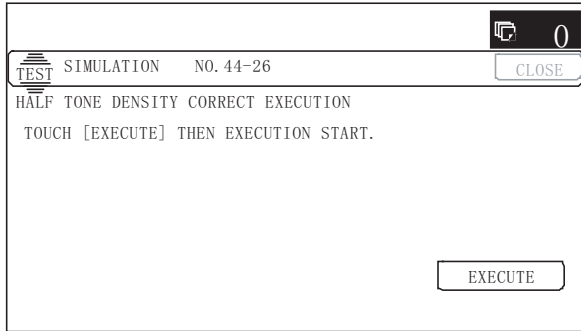 0
TEST SIMULATION NO. 44-26 CLOSE
HALF TONE DENSITY CORRECT EXECUTION
TOUCH [EXECUTE] THEN EXECUTION START.
EXECUTE